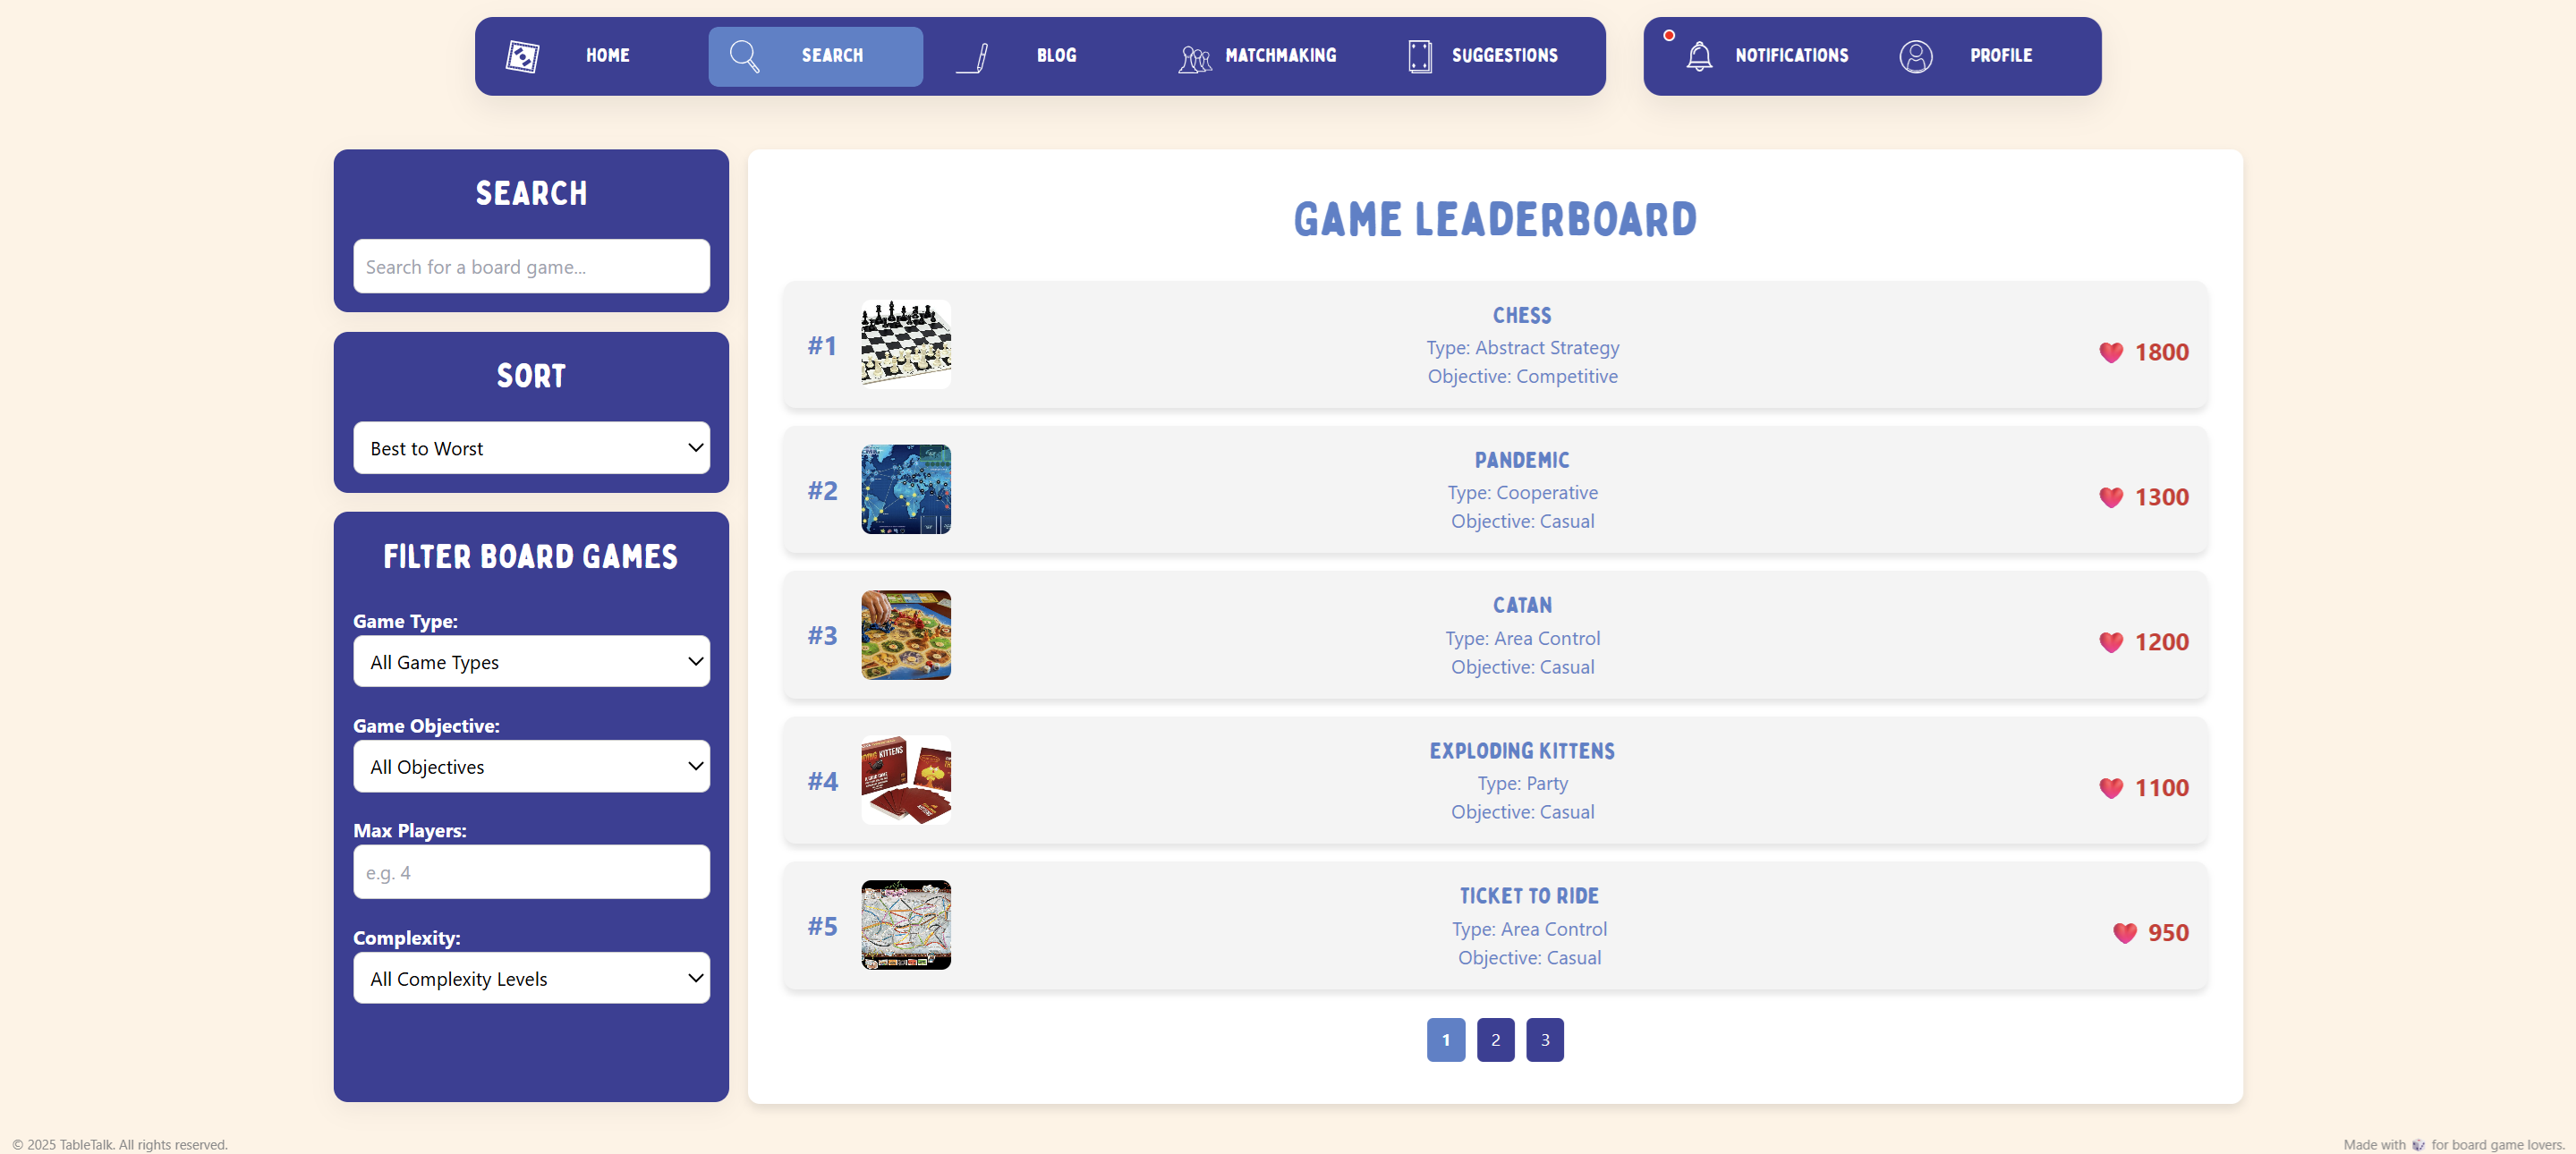 HOME
SEARCH
BLOG
MATCHMAKING
SUGGESTIONS
NOTIFICATIONS
PROFILE
SEARCH
Search for a board game...
SORT
Best to Worst
FILTER BOARD GAMES
Game Type:
All Game Types
Game Objective:
All Objectives
Max Players:
e.g. 4
Complexity:
All Complexity Levels
GAME LEADERBOARD
#1
CHESS
Type: Abstract Strategy
Objective: Competitive
1800
#2
PANDEMIC
Type: Cooperative
Objective: Casual
1300
#3
CATAN
Type: Area Control
Objective: Casual
1200
#4
KITTENS
EXPLODING KITTENS
Type: Party
Objective: Casual
1100
#5
TICKET TO RIDE
Type: Area Control
Objective: Casual
950
1 2 3
© 2025 TableTalk. All rights reserved.
Made with 🎲 for board game lovers.